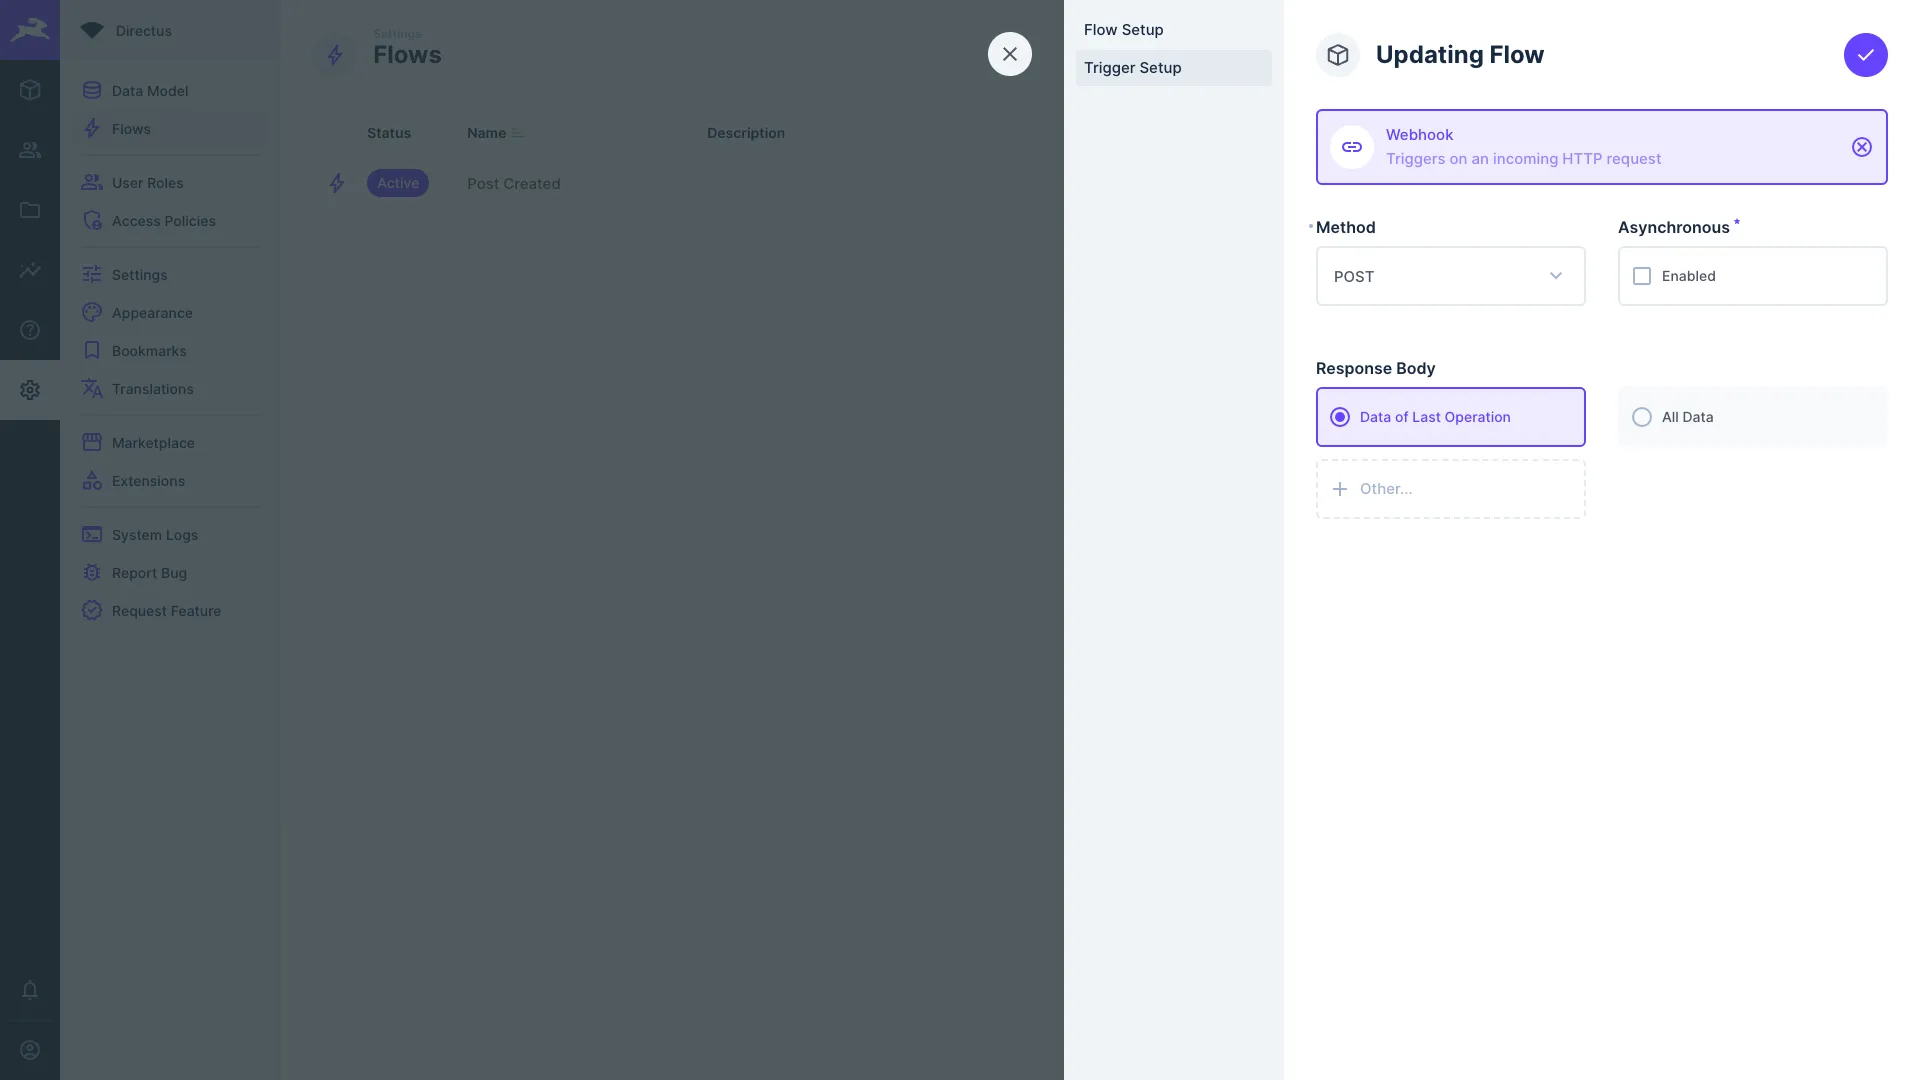 Directus
Data Model
Flows
User Roles
Access Policies
Settings
Appearance
Bookmarks
Translations
Marketplace
Extensions
System Logs
Report Bug
Request Feature
Settings
Flows
Status Name Description
Active Post Created
Flow Setup
Trigger Setup
Updating Flow
Webhook
Triggers on an incoming HTTP request
Method
POST
Asynchronous *
Enabled
Response Body
Data of Last Operation
All Data
Other...